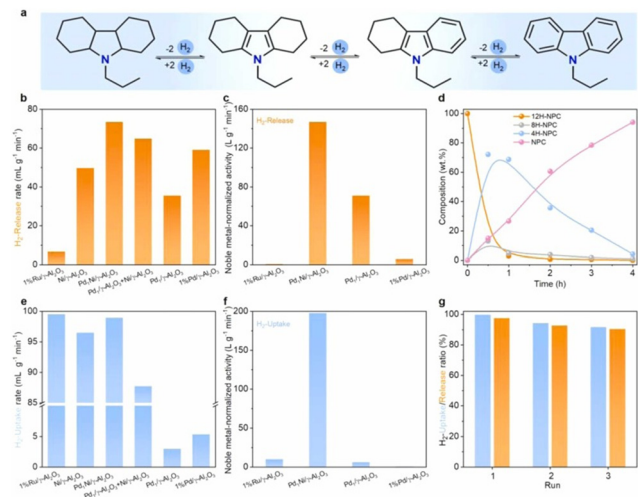 a
-2 H₂
+2 H₂
-2 H₂
+2 H₂
-2 H₂
+2 H₂
N
N
N
N
b
H₂-Release rate (mL g⁻¹ min⁻¹)
80
60
40
20
0
1%Ru/γ-Al₂O₃
Ni/γ-Al₂O₃
Pd₁Ni/γ-Al₂O₃
Pd₁/γ-Al₂O₃+Ni/γ-Al₂O₃
Pd₁/γ-Al₂O₃
1%Pd/γ-Al₂O₃
c
H₂-Release
Noble metal-normalized activity (L g⁻¹ min⁻¹)
200
150
100
50
0
1%Ru/γ-Al₂O₃
Pd₁Ni/γ-Al₂O₃
Pd₁/γ-Al₂O₃
1%Pd/γ-Al₂O₃
d
12H-NPC
8H-NPC
4H-NPC
NPC
Composition (wt.%)
100
80
60
40
20
0
0 1 2 3 4
Time (h)
e
H₂-Uptake rate (mL g⁻¹ min⁻¹)
100
95
90
85
5
0
1%Ru/γ-Al₂O₃
Ni/γ-Al₂O₃
Pd₁Ni/γ-Al₂O₃
Pd₁/γ-Al₂O₃+Ni/γ-Al₂O₃
Pd₁/γ-Al₂O₃
1%Pd/γ-Al₂O₃
f
H₂-Uptake
Noble metal-normalized activity (L g⁻¹ min⁻¹)
200
150
100
50
0
1%Ru/γ-Al₂O₃
Pd₁Ni/γ-Al₂O₃
Pd₁/γ-Al₂O₃
1%Pd/γ-Al₂O₃
g
H₂-Uptake/Release ratio (%)
100
80
60
40
20
0
1 2 3
Run